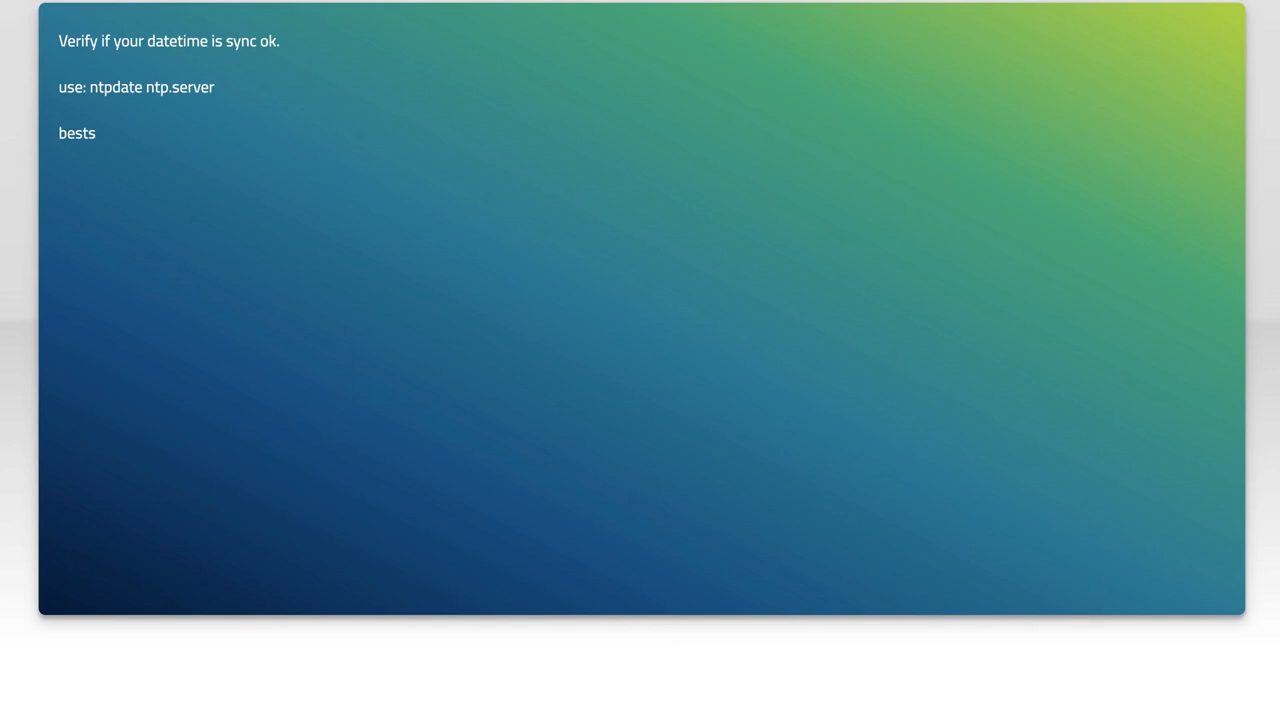 Verify if your datetime is sync ok.
use: ntpdate ntp.server
bests